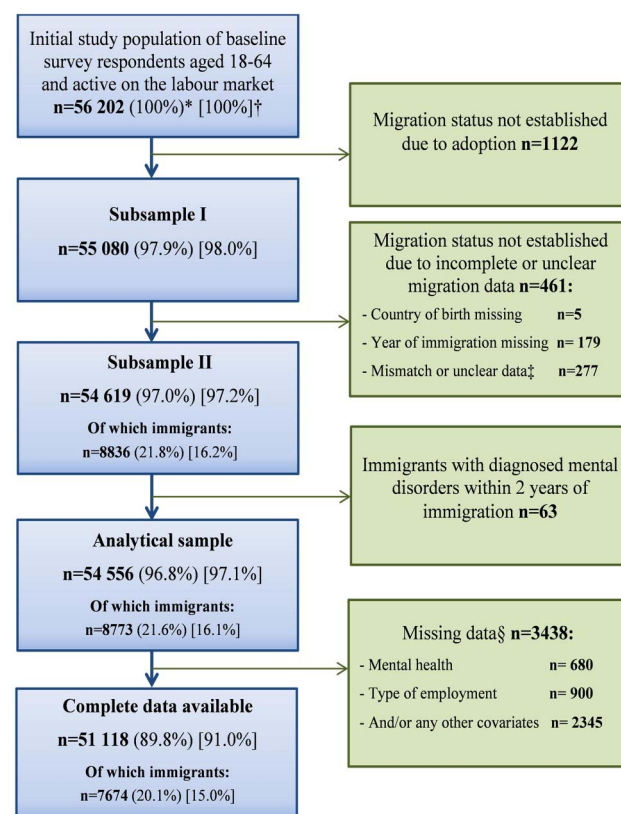 Initial study population of baseline
survey respondents aged 18-64
and active on the labour market
n=56 202 (100%)* [100%]†
Migration status not established
due to adoption n=1122
Subsample I
n=55 080 (97.9%) [98.0%]
Migration status not established
due to incomplete or unclear
migration data n=461:
- Country of birth missing n=5
- Year of immigration missing n= 179
- Mismatch or unclear data‡ n=277
Subsample II
n=54 619 (97.0%) [97.2%]
Of which immigrants:
n=8836 (21.8%) [16.2%]
Immigrants with diagnosed mental
disorders within 2 years of
immigration n=63
Analytical sample
n=54 556 (96.8%) [97.1%]
Of which immigrants:
n=8773 (21.6%) [16.1%]
Missing data§ n=3438:
- Mental health n= 680
- Type of employment n= 900
- And/or any other covariates n= 2345
Complete data available
n=51 118 (89.8%) [91.0%]
Of which immigrants:
n=7674 (20.1%) [15.0%]